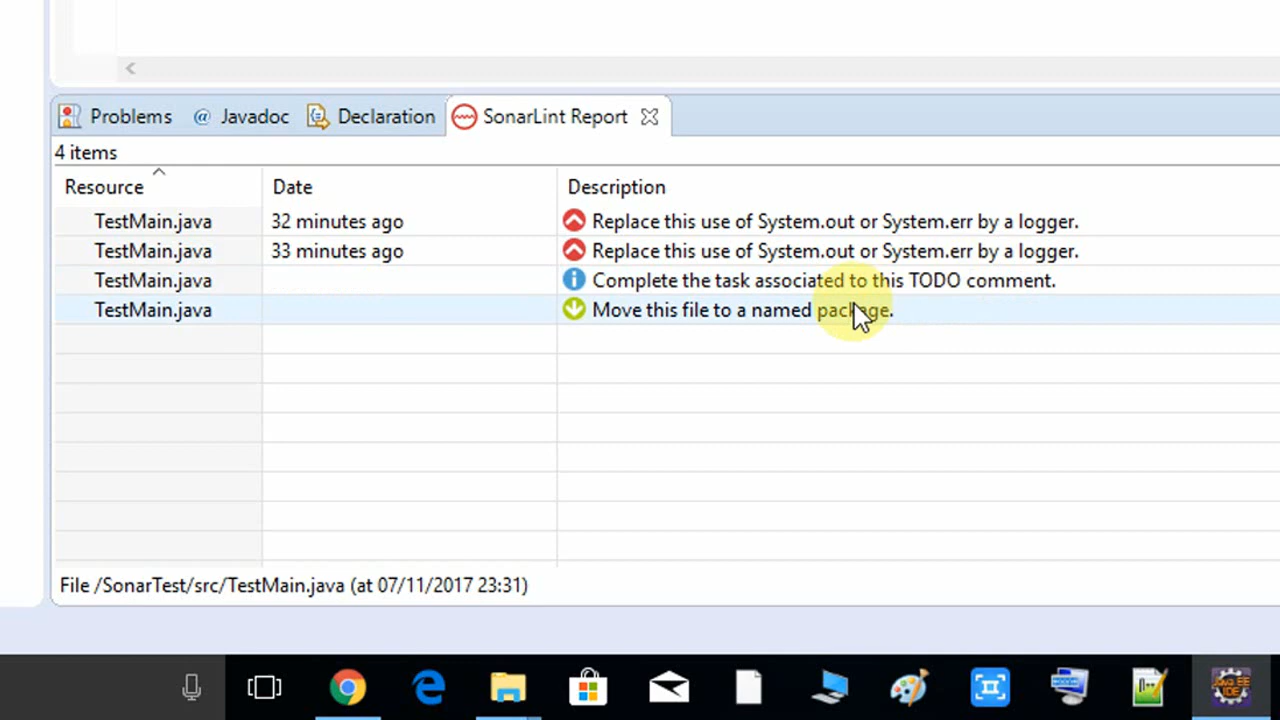 Problems @ Javadoc Declaration SonarLint Report
4 items
Resource Date Description
TestMain.java 32 minutes ago Replace this use of System.out or System.err by a logger.
TestMain.java 33 minutes ago Replace this use of System.out or System.err by a logger.
TestMain.java Complete the task associated to this TODO comment.
TestMain.java Move this file to a named package.
File /SonarTest/src/TestMain.java (at 07/11/2017 23:31)
JAVA EE
IDE